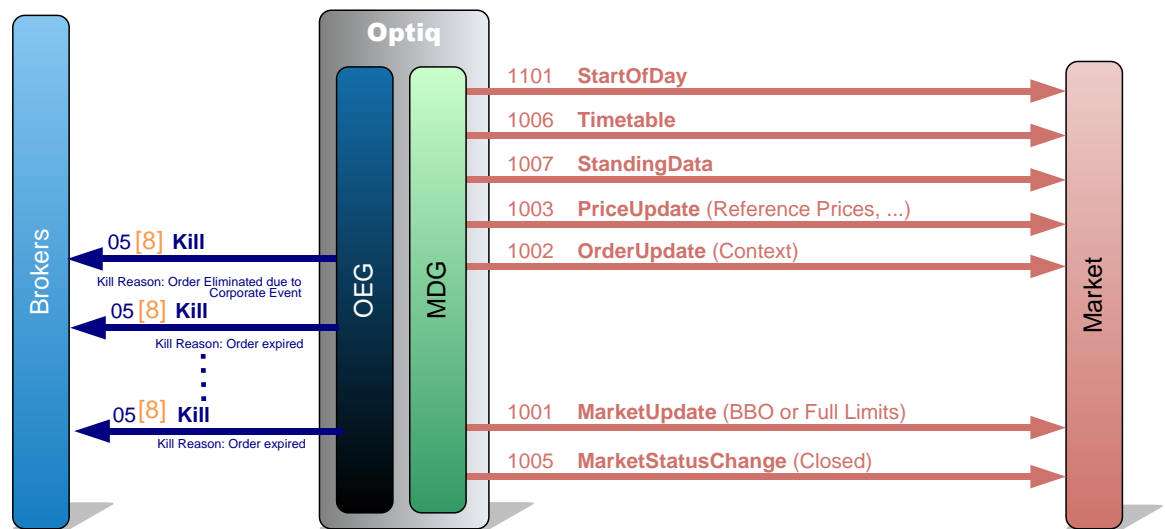 Optiq
Brokers
OEG
MDG
Market
1101 StartOfDay
1006 Timetable
1007 StandingData
1003 PriceUpdate (Reference Prices, ...)
1002 OrderUpdate (Context)
05 [8] Kill
Kill Reason: Order Eliminated due to
Corporate Event
05 [8] Kill
Kill Reason: Order expired
05 [8] Kill
Kill Reason: Order expired
1001 MarketUpdate (BBO or Full Limits)
1005 MarketStatusChange (Closed)